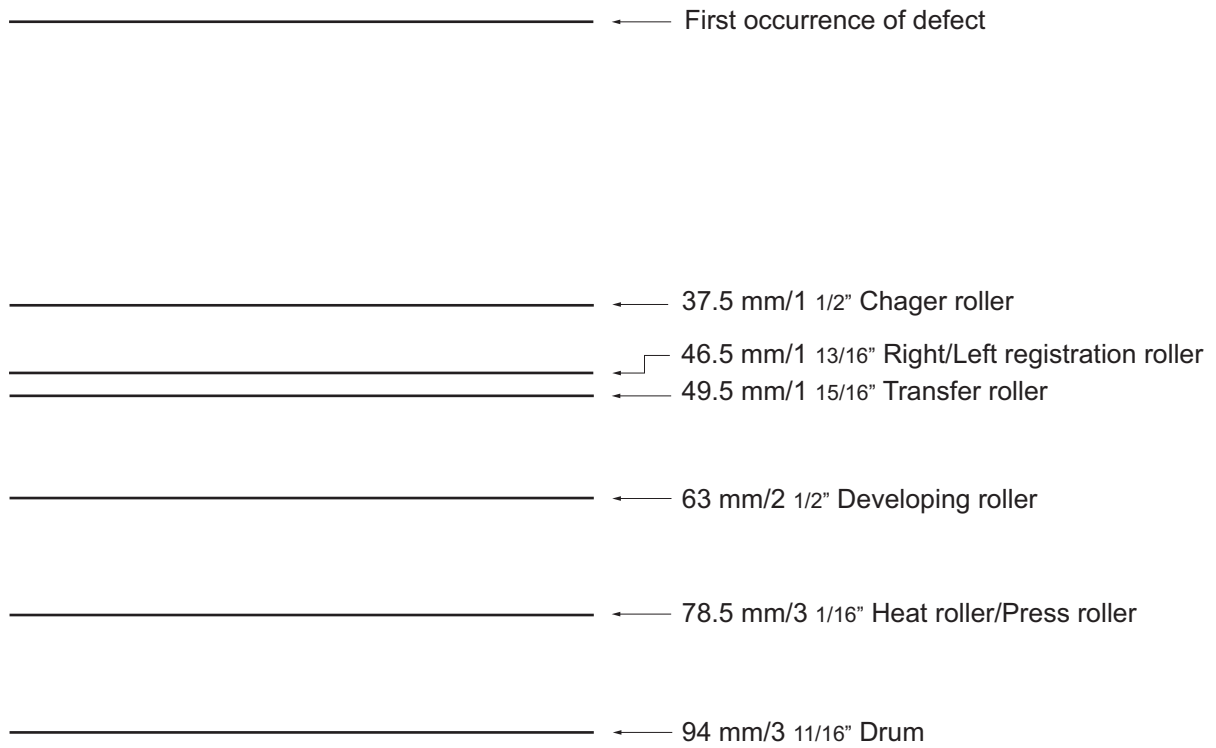 First occurrence of defect
37.5 mm/1 1/2” Chager roller
46.5 mm/1 13/16” Right/Left registration roller
49.5 mm/1 15/16” Transfer roller
63 mm/2 1/2” Developing roller
78.5 mm/3 1/16” Heat roller/Press roller
94 mm/3 11/16” Drum